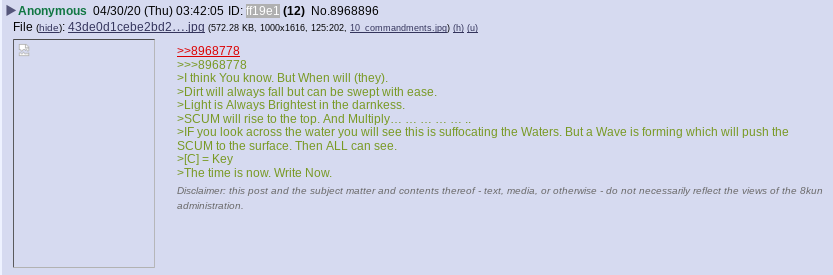 ▶Anonymous 04/30/20 (Thu) 03:42:05 ID: ff19e1 (12) No.8968896
File (hide): 43de0d1cebe2bd2….jpg (572.28 KB, 1000x1616, 125:202, 10_commandments.jpg) (h) (u)
>>8968778
>>>8968778
>I think You know. But When will (they).
>Dirt will always fall but can be swept with ease.
>Light is Always Brightest in the darnkess.
>SCUM will rise to the top. And Multiply… … … … … ..
>IF you look across the water you will see this is suffocating the Waters. But a Wave is forming which will push the
SCUM to the surface. Then ALL can see.
>[C] = Key
>The time is now. Write Now.
Disclaimer: this post and the subject matter and contents thereof - text, media, or otherwise - do not necessarily reflect the views of the 8kun
administration.